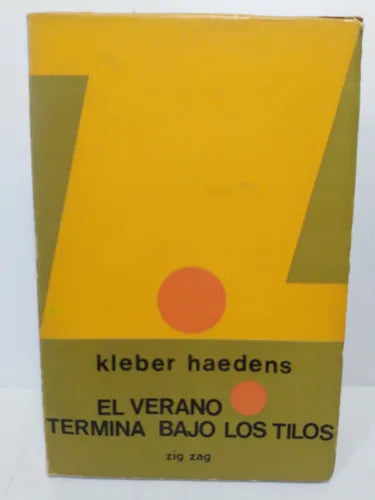 kleber haedens
EL VERANO
TERMINA BAJO LOS TILOS
zig zag